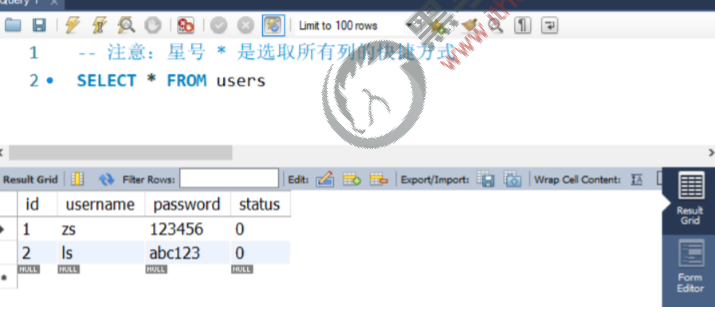 Query 1
Limit to 100 rows
1 -- 注意：星号 * 是选取所有列的快捷方式
2 SELECT * FROM users
Result Grid Filter Rows: Edit: Export/Import: Wrap Cell Content:
id username password status
1 zs 123456 0
2 ls abc123 0
NULL NULL NULL NULL
Result
Grid
Form
Editor